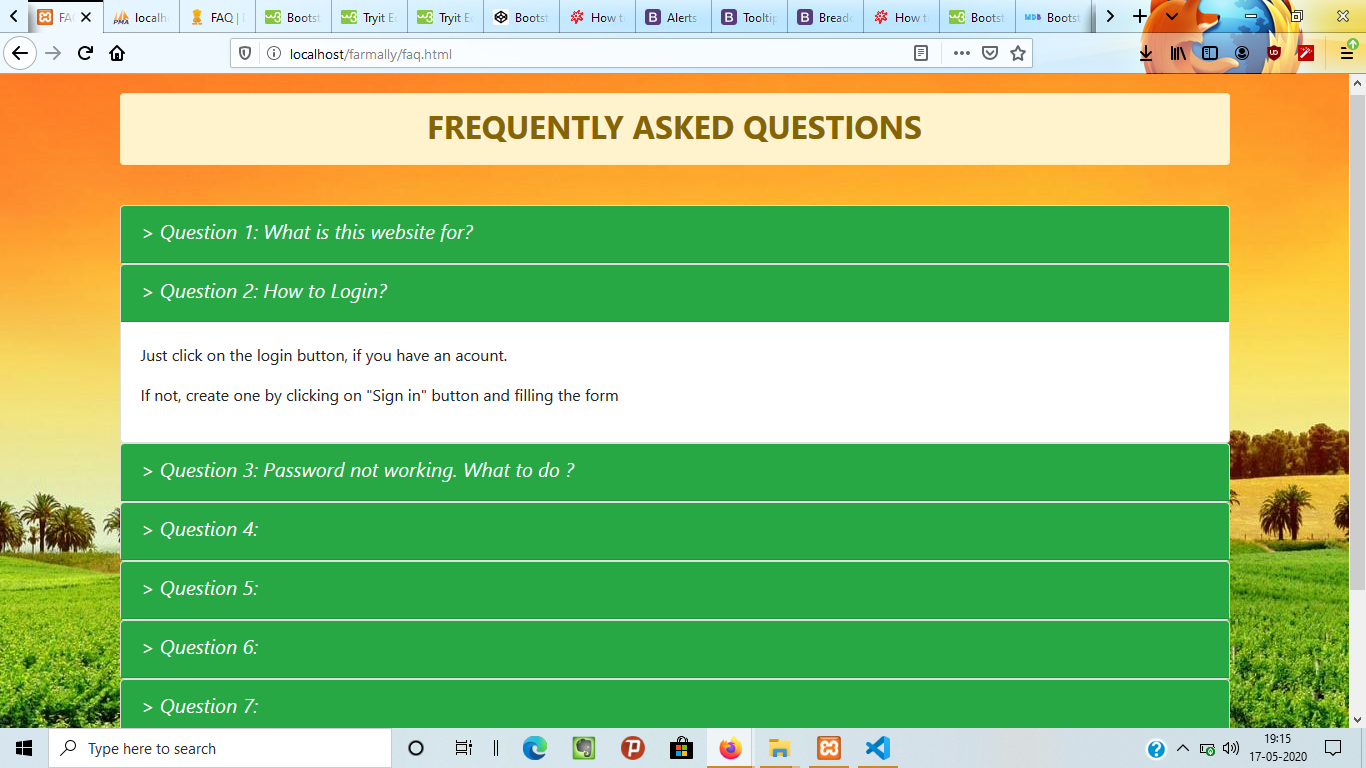 FA
localh
FAQ |
Bootst
Tryit Ec
Tryit Ec
Bootst
How t
Alerts
Tooltip
Breadc
How t
Bootst
Bootst
localhost/farmally/faq.html
FREQUENTLY ASKED QUESTIONS
> Question 1: What is this website for?
> Question 2: How to Login?
Just click on the login button, if you have an acount.
If not, create one by clicking on "Sign in" button and filling the form
> Question 3: Password not working. What to do ?
> Question 4:
> Question 5:
> Question 6:
> Question 7:
Type here to search
19:15
17-05-2020